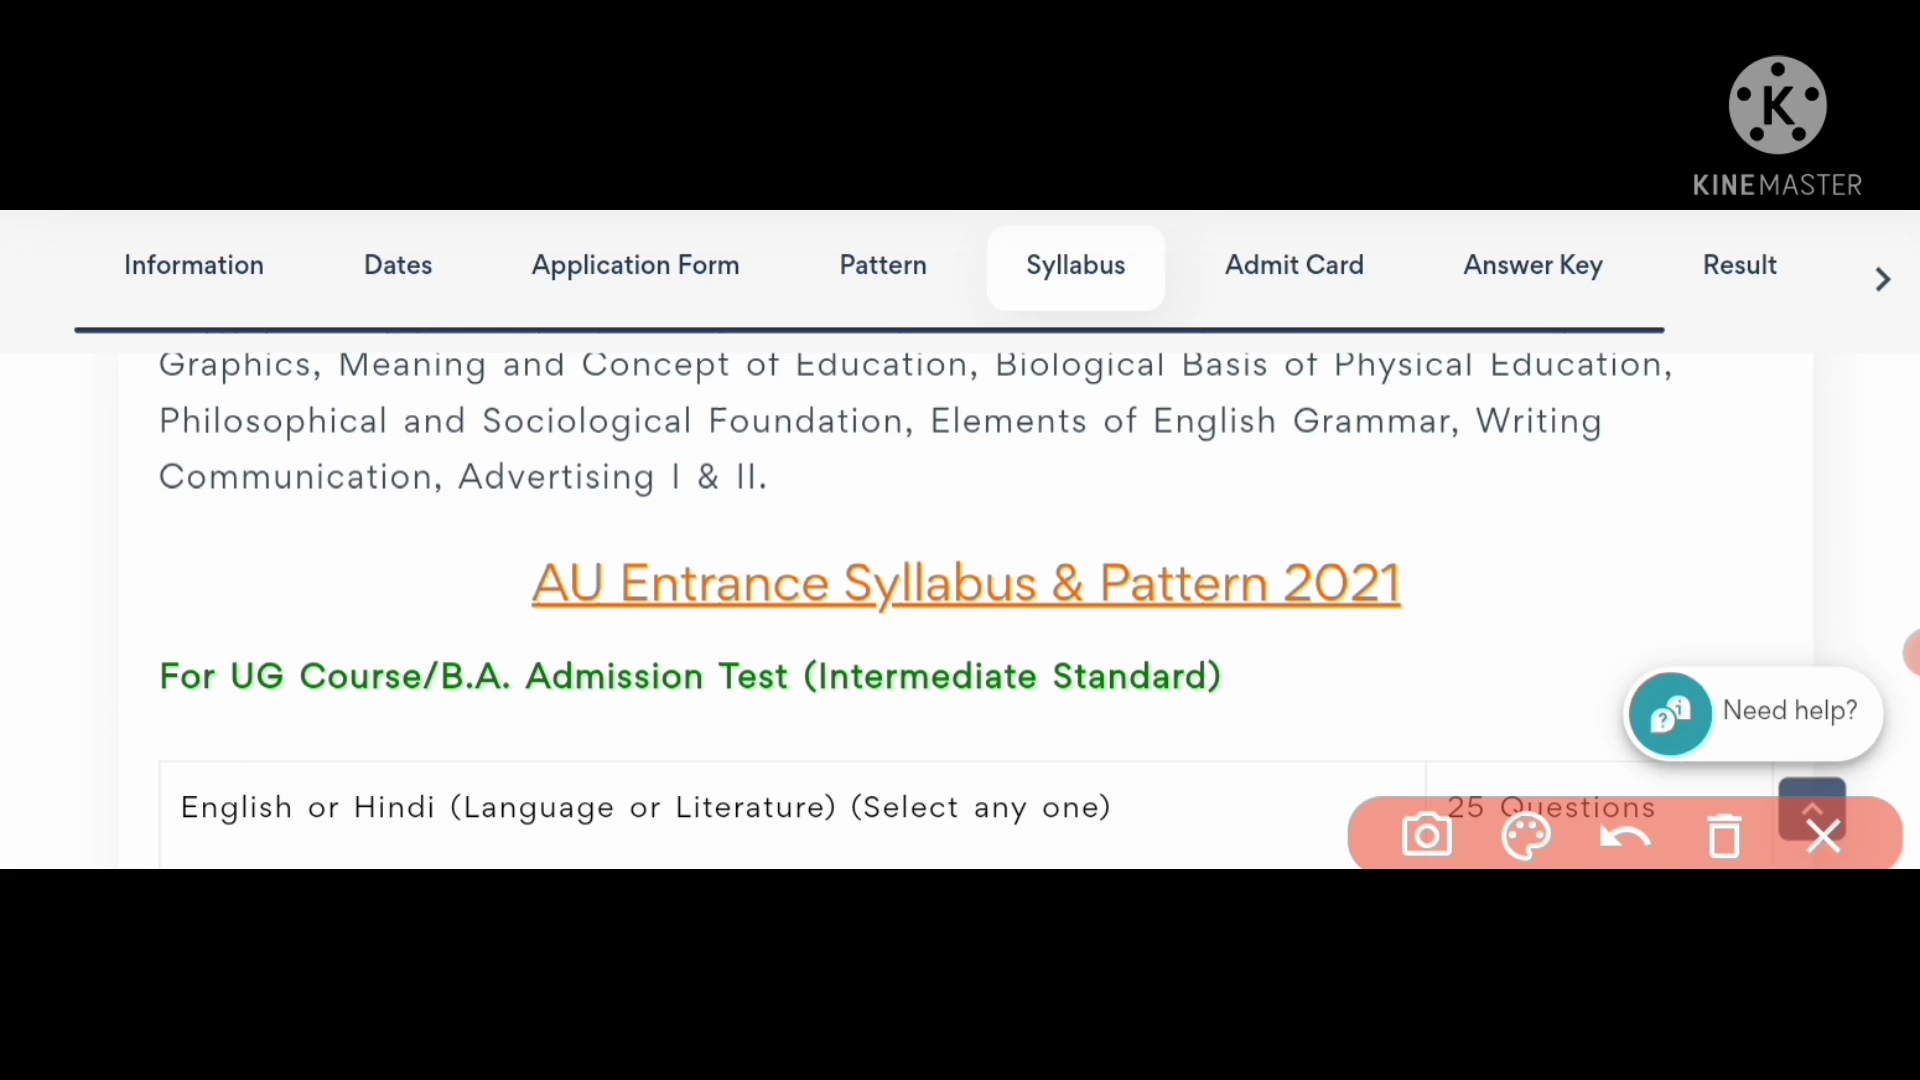 K
KINEMASTER
Information Dates Application Form Pattern Syllabus Admit Card Answer Key Result
Graphics, Meaning and Concept of Education, Biological Basis of Physical Education,
Philosophical and Sociological Foundation, Elements of English Grammar, Writing
Communication, Advertising I & II.
AU Entrance Syllabus & Pattern 2021
For UG Course/B.A. Admission Test (Intermediate Standard)
Need help?
English or Hindi (Language or Literature) (Select any one) 25 Questions